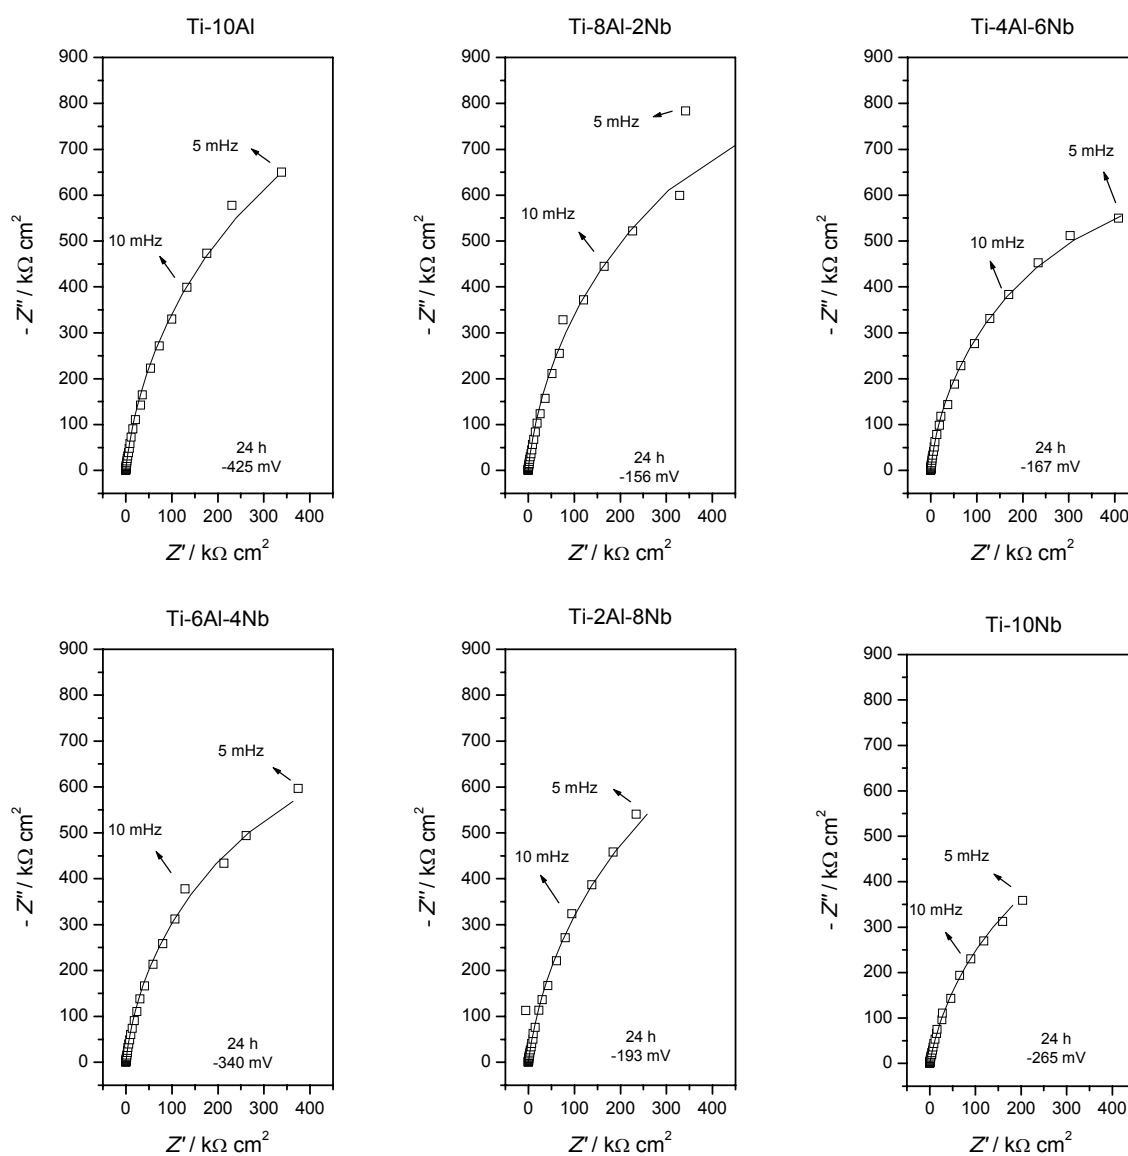 Ti-10Al
900
800
700
600
500
400
300
200
100
0
- Z'' / kΩ cm²
5 mHz
10 mHz
24 h
-425 mV
0 100 200 300 400
Z' / kΩ cm²
Ti-8Al-2Nb
900
800
700
600
500
400
300
200
100
0
- Z'' / kΩ cm²
5 mHz
10 mHz
24 h
-156 mV
0 100 200 300 400
Z' / kΩ cm²
Ti-4Al-6Nb
900
800
700
600
500
400
300
200
100
0
- Z'' / kΩ cm²
5 mHz
10 mHz
24 h
-167 mV
0 100 200 300 400
Z' / kΩ cm²
Ti-6Al-4Nb
900
800
700
600
500
400
300
200
100
0
- Z'' / kΩ cm²
5 mHz
10 mHz
24 h
-340 mV
0 100 200 300 400
Z' / kΩ cm²
Ti-2Al-8Nb
900
800
700
600
500
400
300
200
100
0
- Z'' / kΩ cm²
5 mHz
10 mHz
24 h
-193 mV
0 100 200 300 400
Z' / kΩ cm²
Ti-10Nb
900
800
700
600
500
400
300
200
100
0
- Z'' / kΩ cm²
5 mHz
10 mHz
24 h
-265 mV
0 100 200 300 400
Z' / kΩ cm²